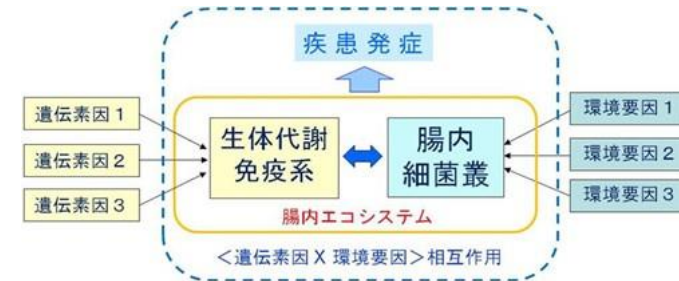 疾患発症
遺伝素因1
遺伝素因2
遺伝素因3
生体代謝
免疫系
腸内
細菌叢
環境要因1
環境要因2
環境要因3
腸内エコシステム
<遺伝素因X環境要因>相互作用